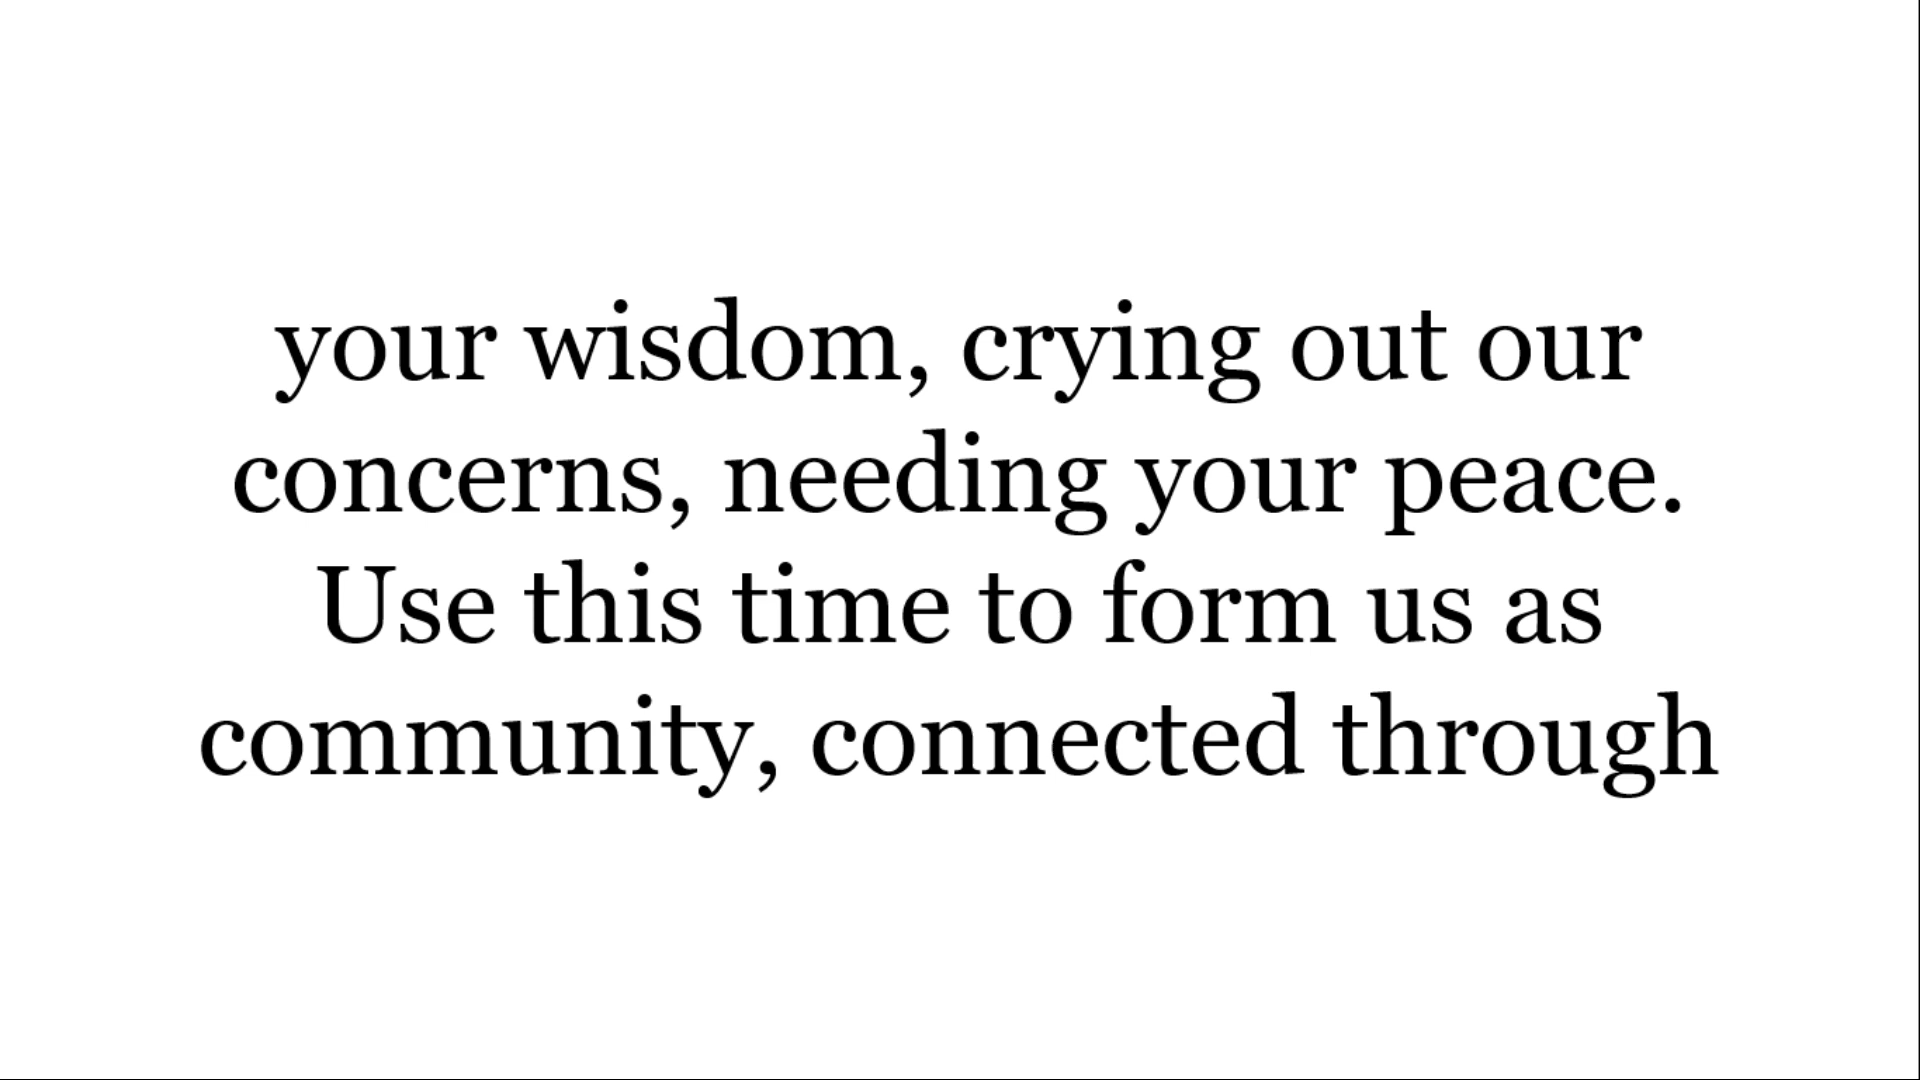 your wisdom, crying out our
concerns, needing your peace.
Use this time to form us as
community, connected through